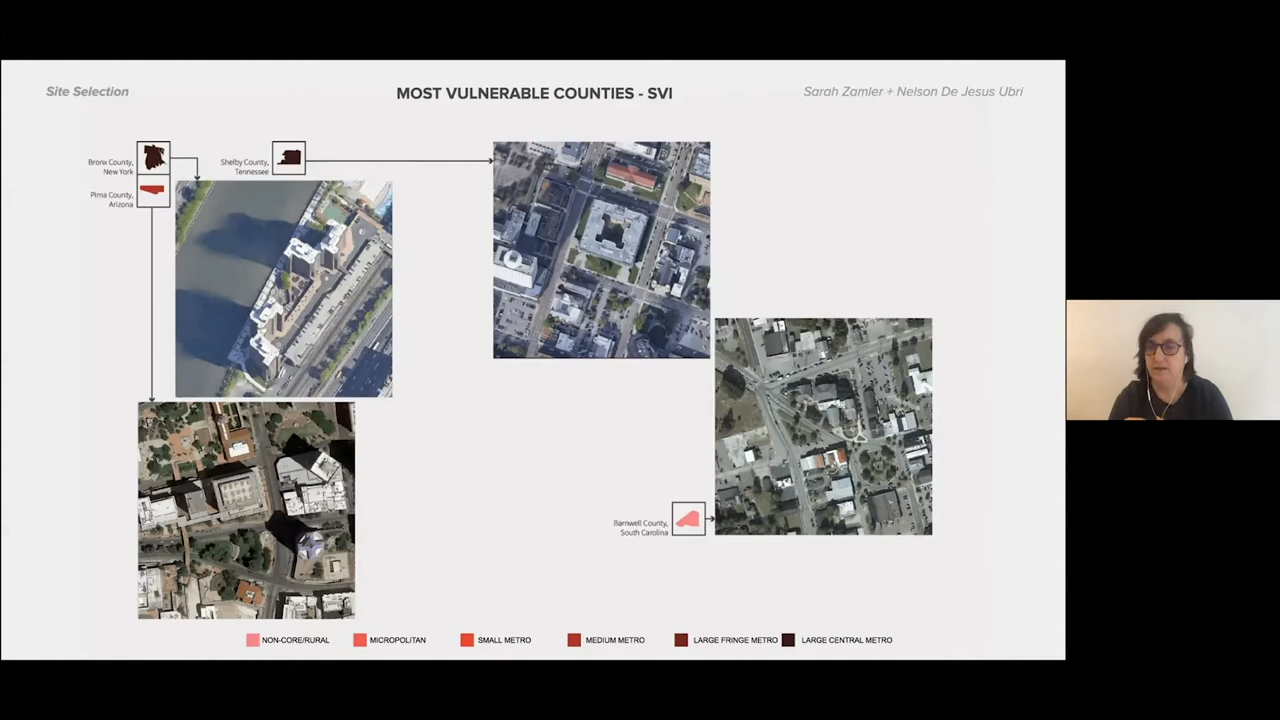 Site Selection
MOST VULNERABLE COUNTIES - SVI
Sarah Zamler + Nelson De Jesus Ubri
Bronx County,
New York
Shelby County,
Tennessee
Pima County,
Arizona
Barnwell County,
South Carolina
NON-CORE/RURAL
MICROPOLITAN
SMALL METRO
MEDIUM METRO
LARGE FRINGE METRO
LARGE CENTRAL METRO